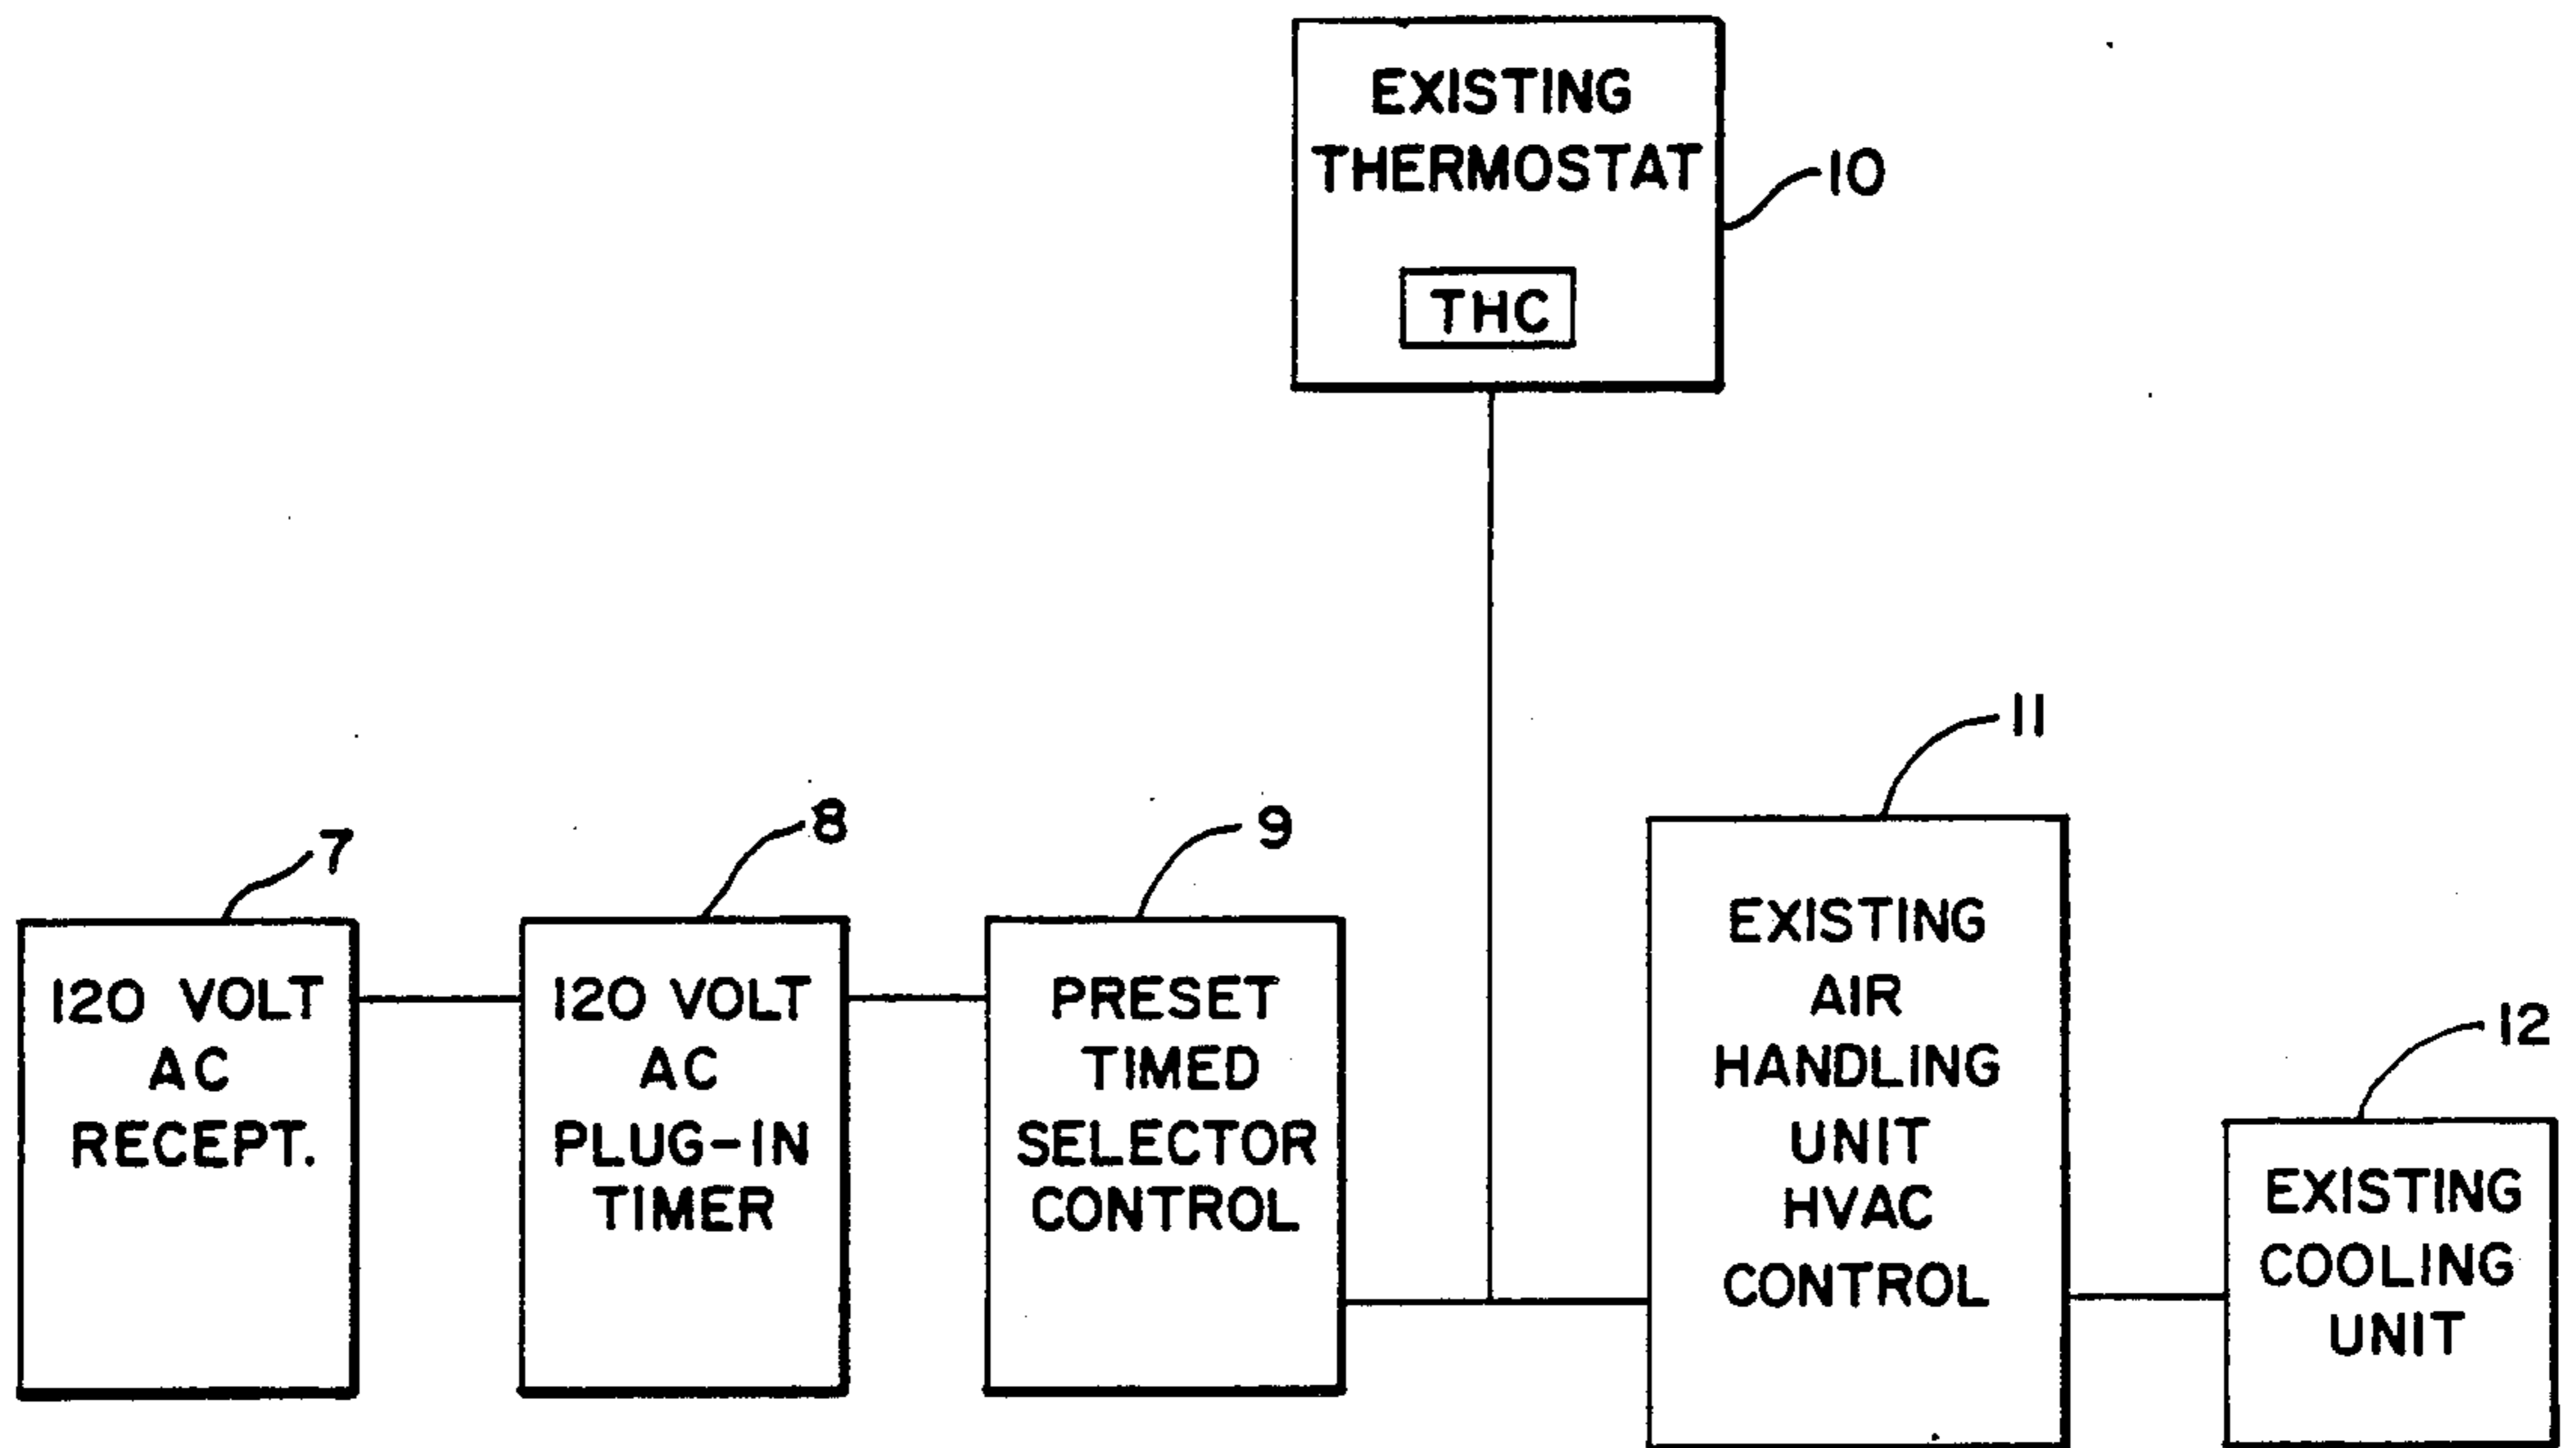 EXISTING
THERMOSTAT
THC
10
7
120 VOLT
AC
RECEPT.
8
120 VOLT
AC
PLUG-IN
TIMER
9
PRESET
TIMED
SELECTOR
CONTROL
11
EXISTING
AIR
HANDLING
UNIT
HVAC
CONTROL
12
EXISTING
COOLING
UNIT